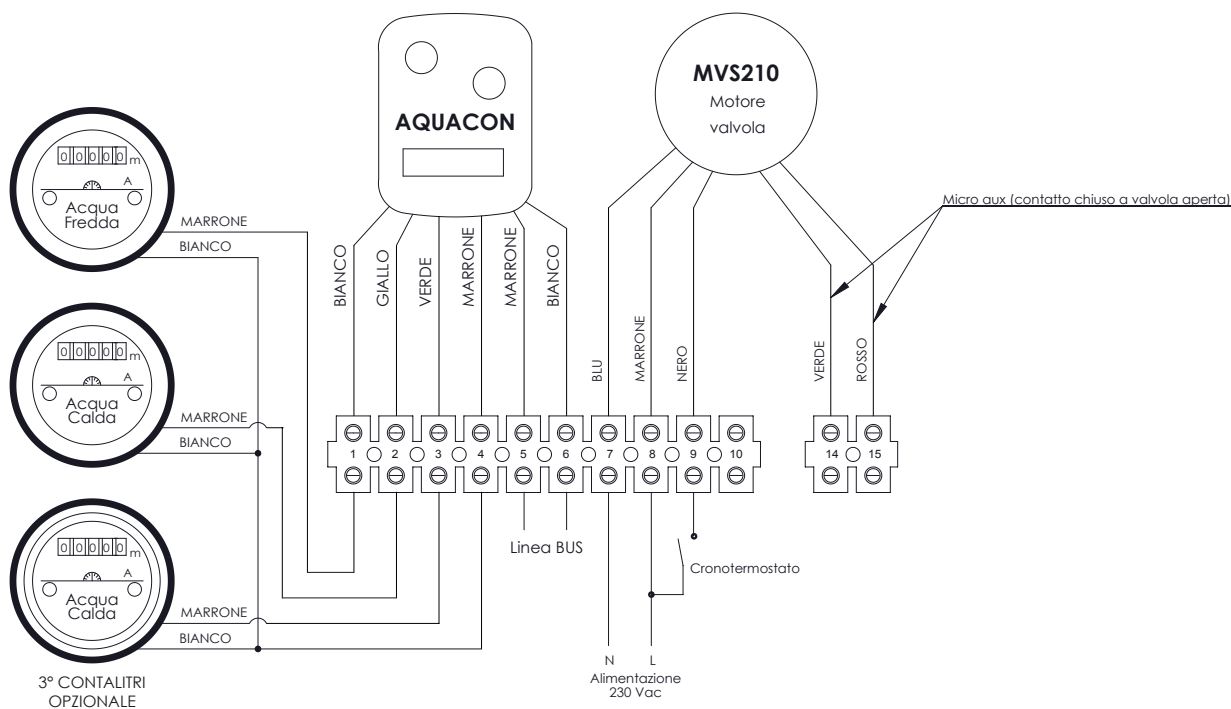 AQUACON
MVS210
Motore
valvola
Micro aux (contatto chiuso a valvola aperta)
0 0 0 0 0 m
A
Acqua
Fredda
MARRONE
BIANCO
0 0 0 0 0 m
A
Acqua
Calda
MARRONE
BIANCO
0 0 0 0 0 m
A
Acqua
Calda
MARRONE
BIANCO
3° CONTALITRI
OPZIONALE
BIANCO
GIALLO
VERDE
MARRONE
MARRONE
BIANCO
BLU
MARRONE
NERO
VERDE
ROSSO
1 2 3 4 5 6 7 8 9 10 14 15
Linea BUS
Cronotermostato
N L
Alimentazione
230 Vac